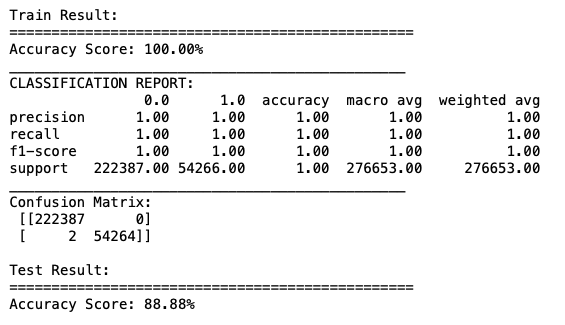 Train Result:
================================================
Accuracy Score: 100.00%
_______________________________________________
CLASSIFICATION REPORT:
                0.0      1.0  accuracy  macro avg  weighted avg
precision      1.00     1.00      1.00       1.00          1.00
recall         1.00     1.00      1.00       1.00          1.00
f1-score       1.00     1.00      1.00       1.00          1.00
support   222387.00 54266.00      1.00  276653.00     276653.00
_______________________________________________
Confusion Matrix:
 [[222387      0]
 [     2  54264]]
Test Result:
================================================
Accuracy Score: 88.88%